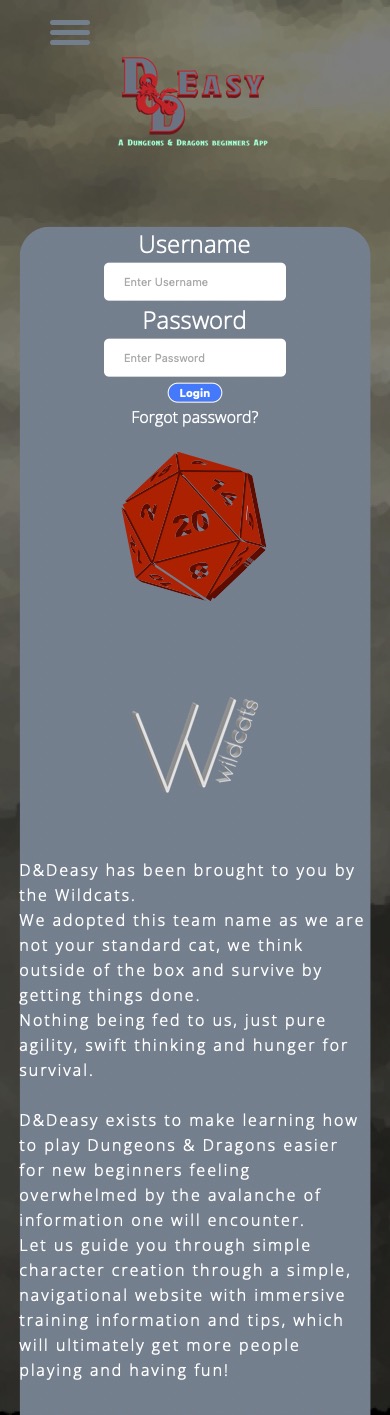 D&DEasy
A Dungeons & Dragons beginners App
Username
Enter Username
Password
Enter Password
Login
Forgot password?
20
Wildcats
D&Deasy has been brought to you by
the Wildcats.
We adopted this team name as we are
not your standard cat, we think
outside of the box and survive by
getting things done.
Nothing being fed to us, just pure
agility, swift thinking and hunger for
survival.
D&Deasy exists to make learning how
to play Dungeons & Dragons easier
for new beginners feeling
overwhelmed by the avalanche of
information one will encounter.
Let us guide you through simple
character creation through a simple,
navigational website with immersive
training information and tips, which
will ultimately get more people
playing and having fun!